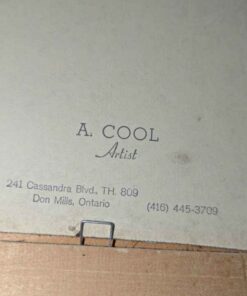 A. COOL
Artist
241 Cassandra Blvd., TH. 809
Don Mills, Ontario (416) 445-3709